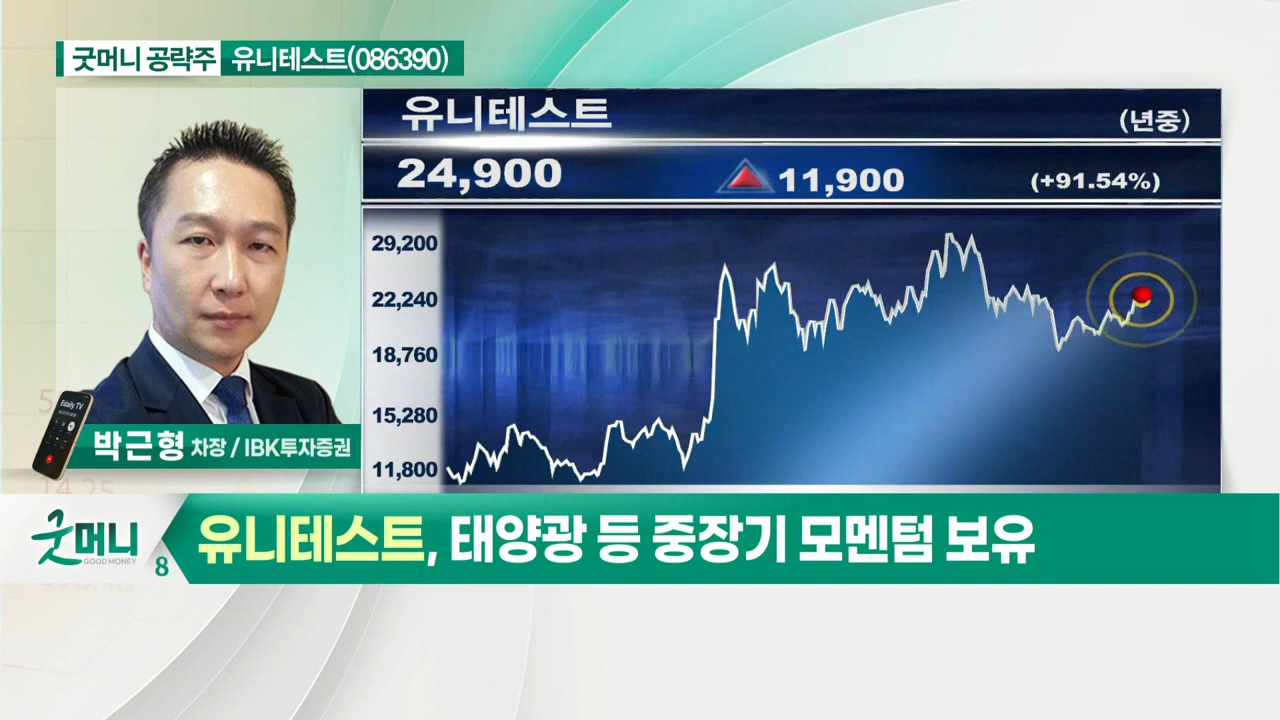 굿머니 공략주 유니테스트(086390)
유니테스트 (년중)
24,900 ▲ 11,900 (+91.54%)
29,200
22,240
18,760
15,280
11,800
Edaily TV
박근형 차장 / IBK투자증권
굿머니
GOOD MONEY
8
유니테스트, 태양광 등 중장기 모멘텀 보유